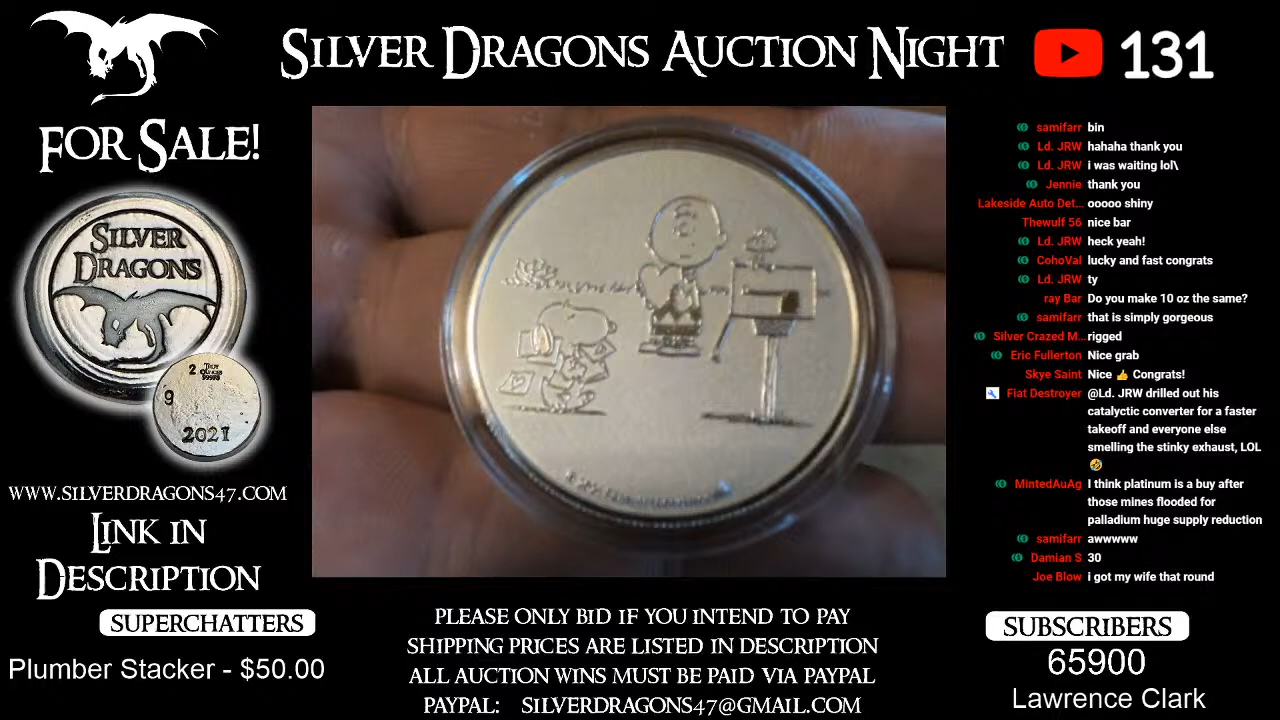 SILVER DRAGONS AUCTION NIGHT
131
FOR SALE!
SILVER
DRAGONS
2 TROY
OUNCES
9
2021
WWW.SILVERDRAGONS47.COM
LINK IN
DESCRIPTION
SUPERCHATTERS
Plumber Stacker - $50.00
samifarr bin
Ld. JRW hahaha thank you
Ld. JRW i was waiting lol\
Jennie thank you
Lakeside Auto Det... ooooo shiny
Thewulf 56 nice bar
Ld. JRW heck yeah!
CohoVal lucky and fast congrats
Ld. JRW ty
ray Bar Do you make 10 oz the same?
samifarr that is simply gorgeous
Silver Crazed M... rigged
Eric Fullerton Nice grab
Skye Saint Nice 👍 Congrats!
Fiat Destroyer @Ld. JRW drilled out his
catalyctic converter for a faster
takeoff and everyone else
smelling the stinky exhaust, LOL
🤣
MintedAuAg I think platinum is a buy after
those mines flooded for
palladium huge supply reduction
samifarr awwwww
Damian S 30
Joe Blow i got my wife that round
PLEASE ONLY BID IF YOU INTEND TO PAY
SHIPPING PRICES ARE LISTED IN DESCRIPTION
ALL AUCTION WINS MUST BE PAID VIA PAYPAL
PAYPAL: SILVERDRAGONS47@GMAIL.COM
SUBSCRIBERS
65900
Lawrence Clark